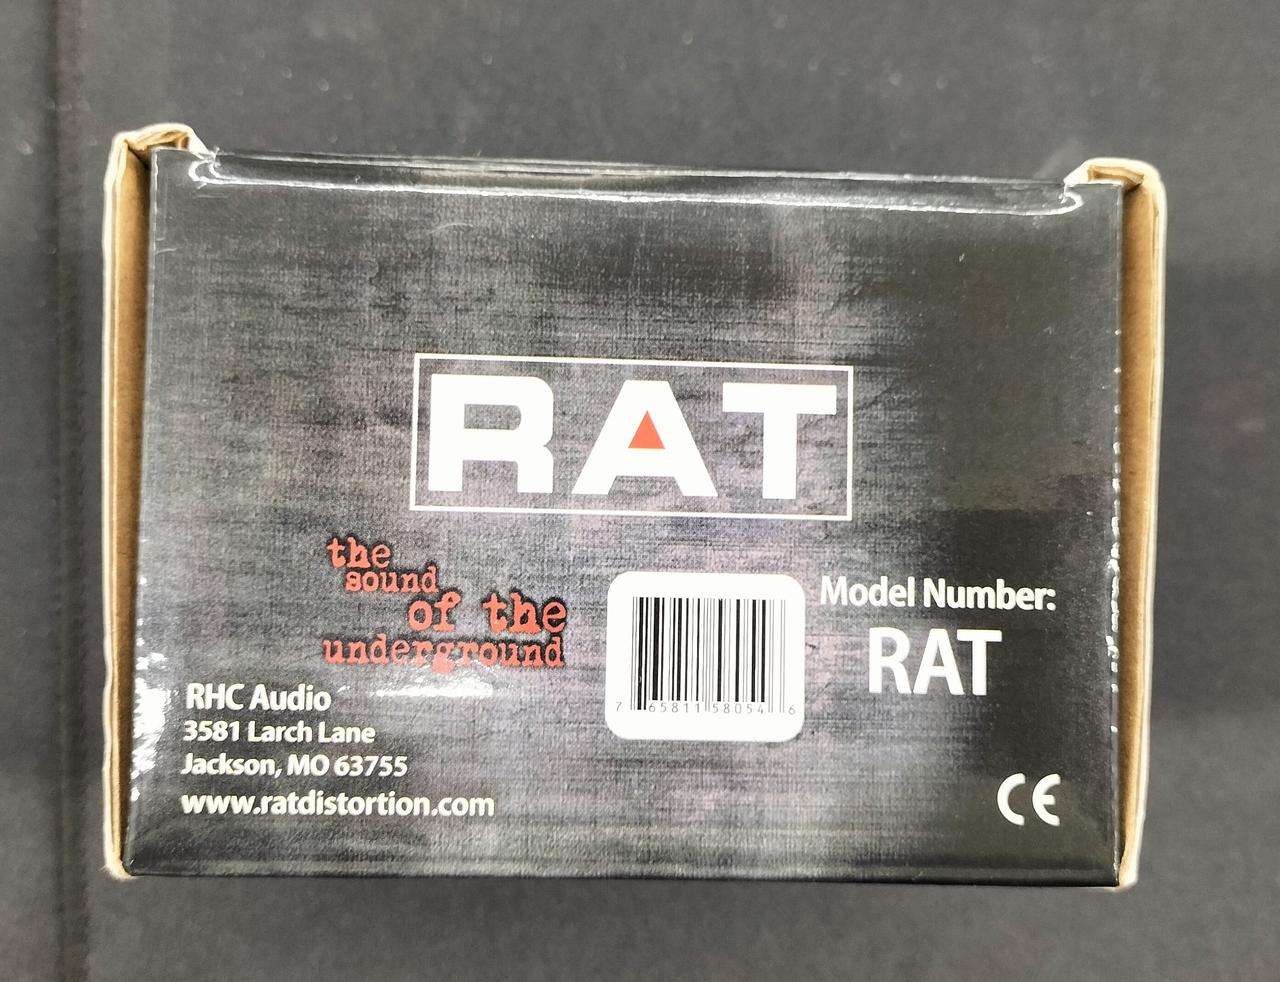 RAT
the
sound
of the
underground
RHC Audio
3581 Larch Lane
Jackson, MO 63755
www.ratdistortion.com
7 65811 58054 6
Model Number:
RAT
CE